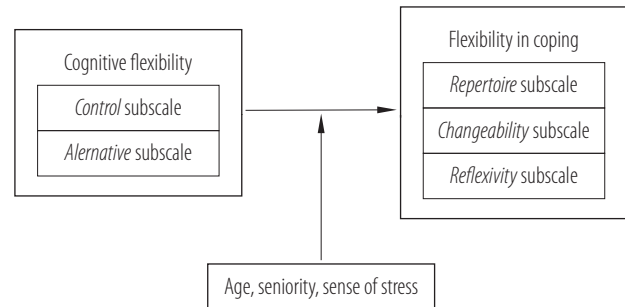 Cognitive flexibility
Control subscale
Alernative subscale
Flexibility in coping
Repertoire subscale
Changeability subscale
Reflexivity subscale
Age, seniority, sense of stress